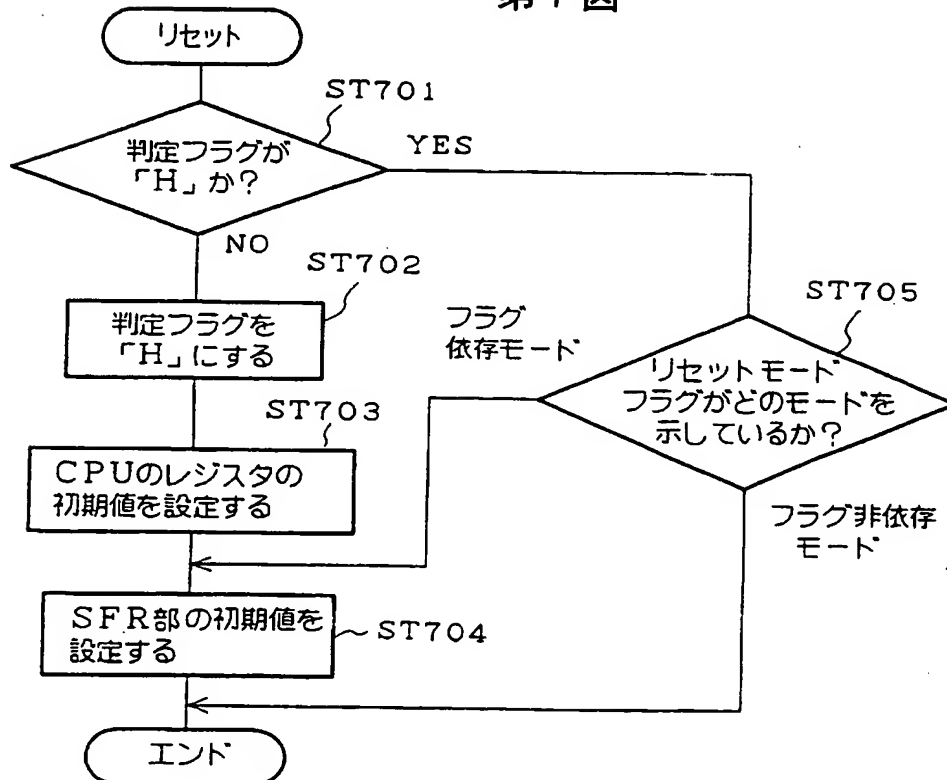 第7図
リセット
ST701
判定フラグが
「H」か?
YES
NO
ST702
判定フラグを
「H」にする
フラグ
依存モード
ST705
リセットモード
フラグがどのモードを
示しているか?
ST703
CPUのレジスタの
初期値を設定する
フラグ非依存
モード
SFR部の初期値を
設定する
ST704
エンド